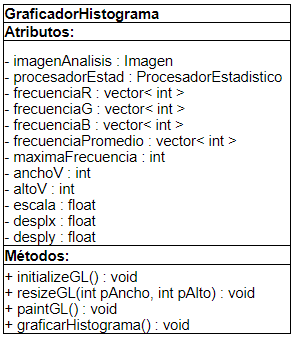 GraficadorHistograma
Atributos:
- imagenAnalisis : Imagen
- procesadorEstad : ProcesadorEstadistico
- frecuenciaR : vector< int >
- frecuenciaG : vector< int >
- frecuenciaB : vector< int >
- frecuenciaPromedio : vector< int >
- maximaFrecuencia : int
- anchoV : int
- altoV : int
- escala : float
- desplx : float
- desply : float
Métodos:
+ initializeGL() : void
+ resizeGL(int pAncho, int pAlto) : void
+ paintGL() : void
+ graficarHistograma() : void